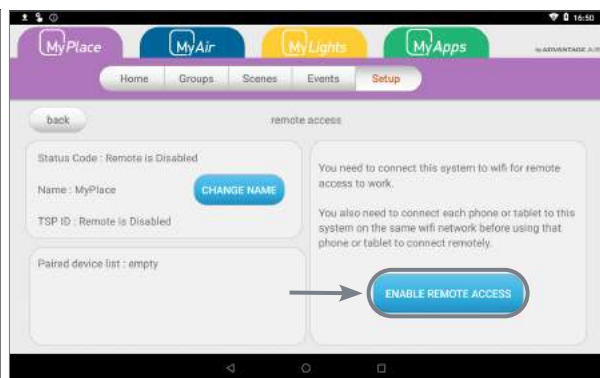 16:50
MyPlace MyAir MyLights MyApps by ADVANTAGE AIR
Home Groups Scenes Events Setup
back remote access
Status Code : Remote is Disabled
Name : MyPlace CHANGE NAME
TSP ID : Remote is Disabled
Paired device list : empty
You need to connect this system to wifi for remote
access to work.
You also need to connect each phone or tablet to this
system on the same wifi network before using that
phone or tablet to connect remotely.
ENABLE REMOTE ACCESS